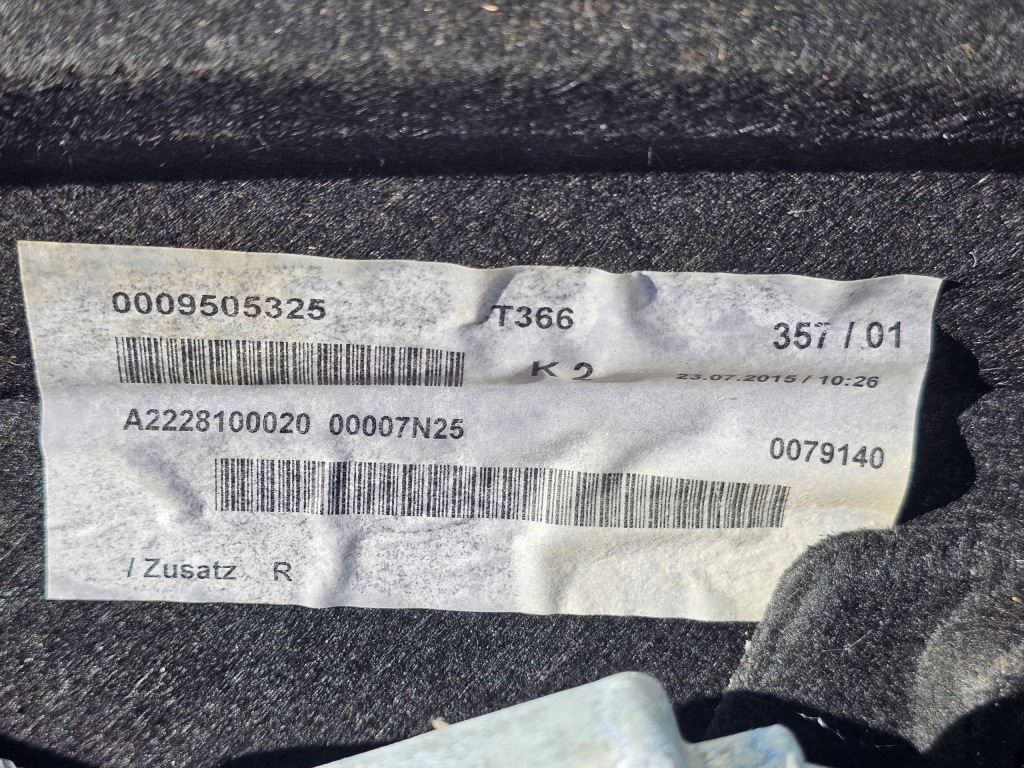 0009505325 T366 357 / 01
K 2 23.07.2015 / 10:26
A2228100020 00007N25 0079140
/ Zusatz R